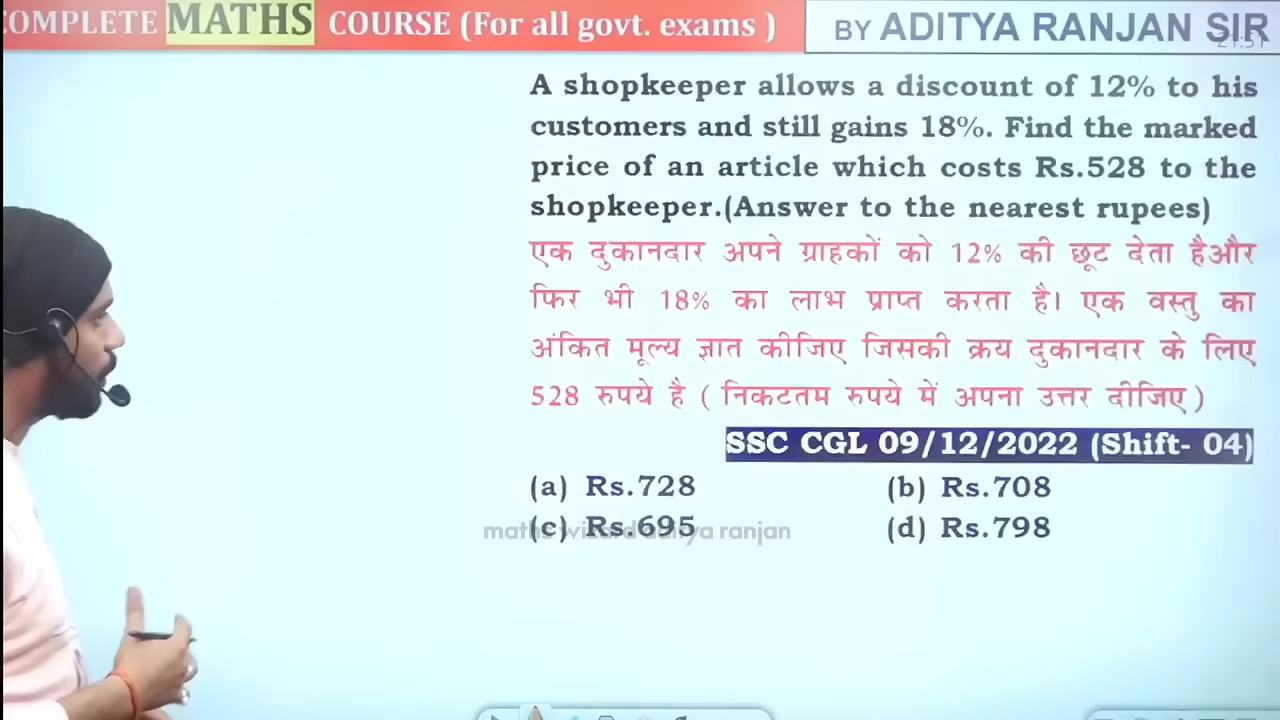 COMPLETE MATHS COURSE (For all govt. exams )
BY ADITYA RANJAN SIR
21:51
A shopkeeper allows a discount of 12% to his
customers and still gains 18%. Find the marked
price of an article which costs Rs.528 to the
shopkeeper.(Answer to the nearest rupees)
एक दुकानदार अपने ग्राहकों को 12% की छूट देता हैऔर
फिर भी 18% का लाभ प्राप्त करता है। एक वस्तु का
अंकित मूल्य ज्ञात कीजिए जिसकी क्रय दुकानदार के लिए
528 रुपये है ( निकटतम रुपये में अपना उत्तर दीजिए )
SSC CGL 09/12/2022 (Shift- 04)
(a) Rs.728 (b) Rs.708
(c) Rs.695 (d) Rs.798
maths wizard aditya ranjan